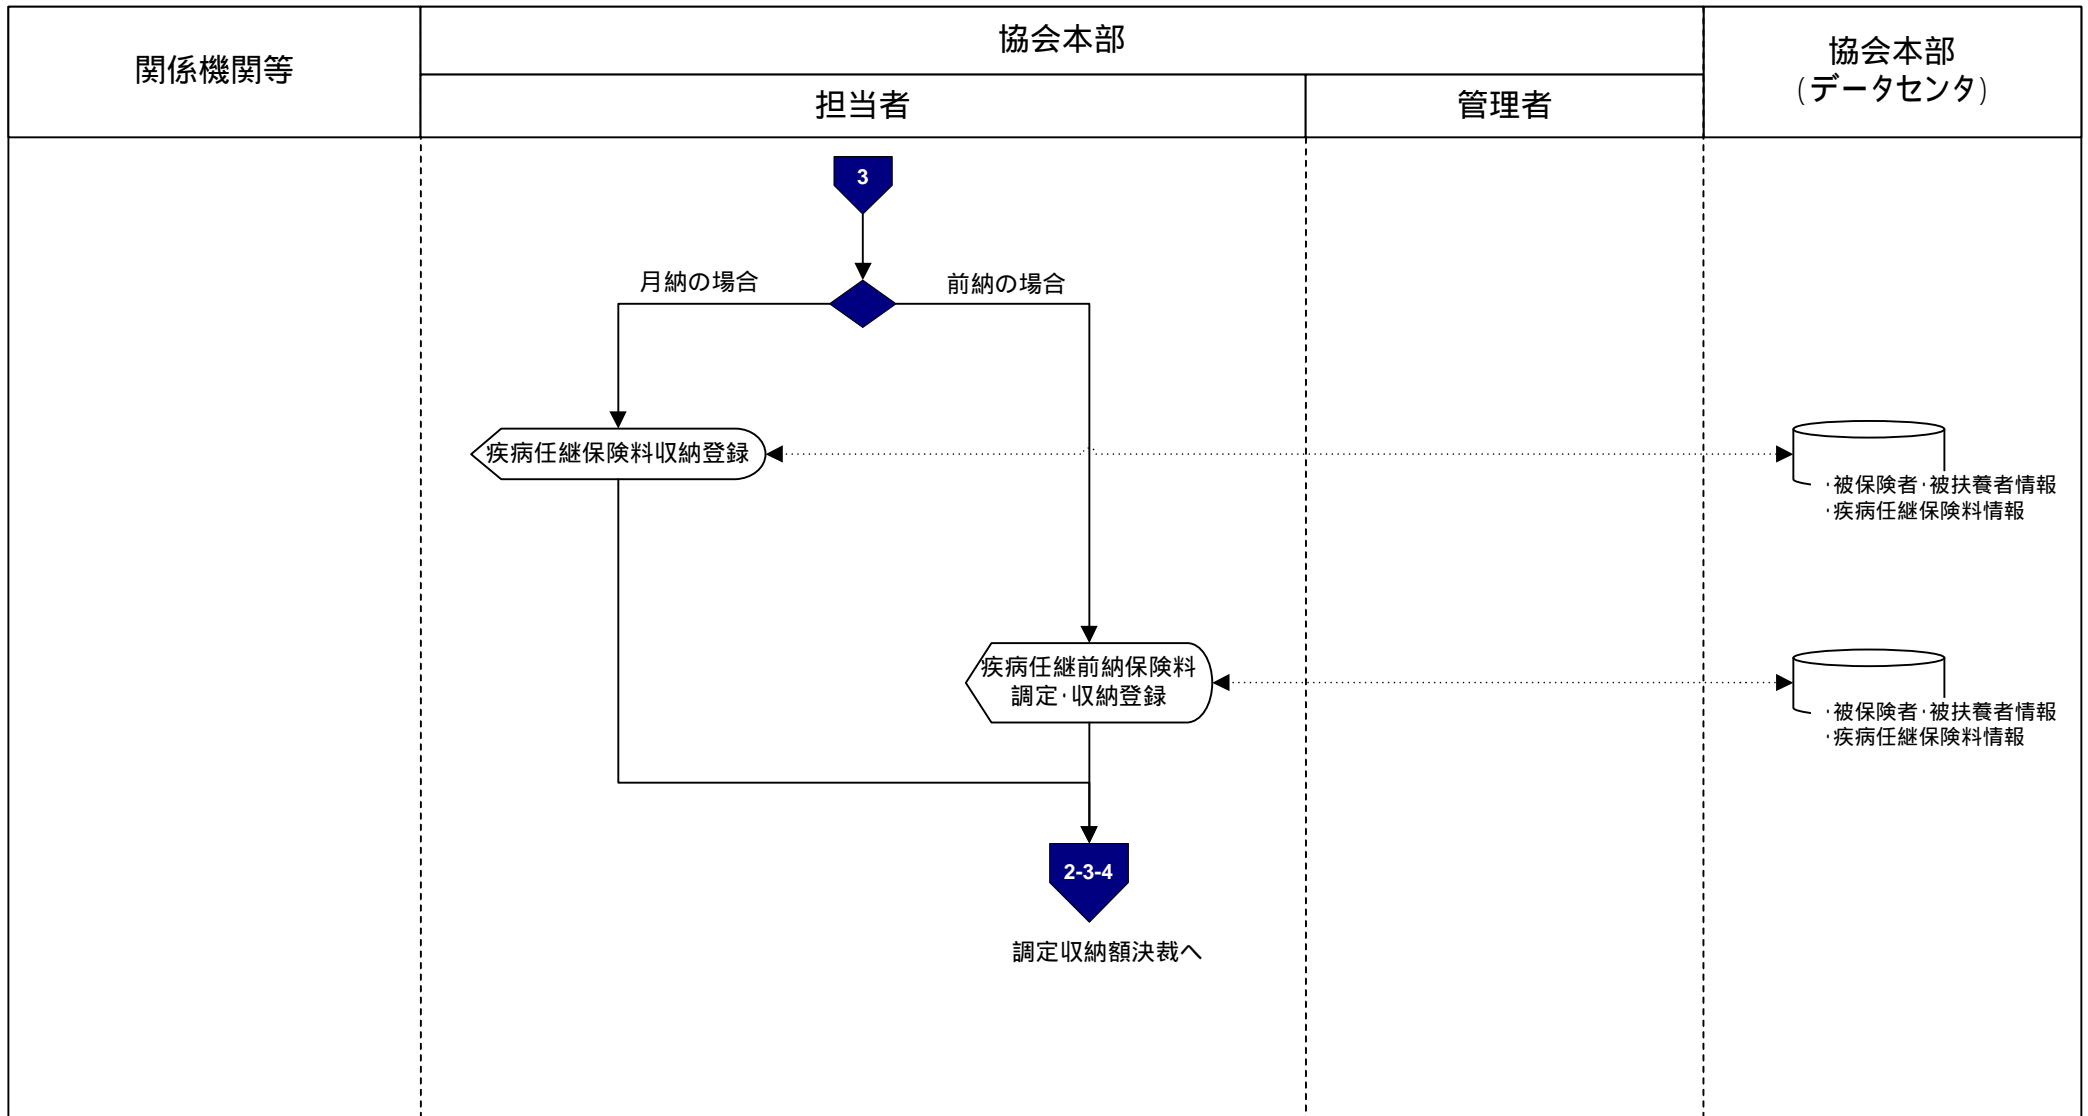 関係機関等
協会本部
担当者
管理者
協会本部
(データセンタ)
3
月納の場合
前納の場合
疾病任継保険料収納登録
・被保険者・被扶養者情報
・疾病任継保険料情報
疾病任継前納保険料
調定・収納登録
・被保険者・被扶養者情報
・疾病任継保険料情報
2-3-4
調定収納額決裁へ